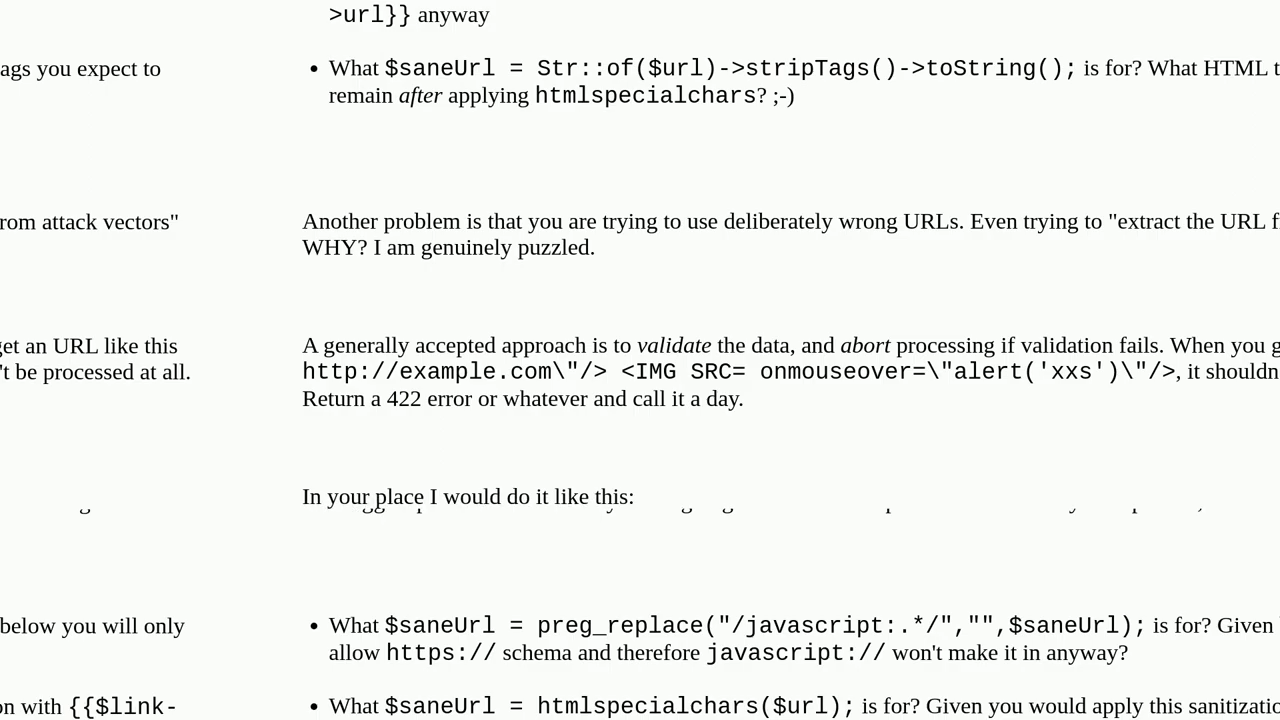 >url}} anyway
ags you expect to
What $saneUrl = Str::of($url)->stripTags()->toString(); is for? What HTML t
remain after applying htmlspecialchars? ;-)
rom attack vectors"
Another problem is that you are trying to use deliberately wrong URLs. Even trying to "extract the URL f
WHY? I am genuinely puzzled.
get an URL like this
't be processed at all.
A generally accepted approach is to validate the data, and abort processing if validation fails. When you g
http://example.com\"/> <IMG SRC= onmouseover=\"alert('xxs')\"/>, it shouldn
Return a 422 error or whatever and call it a day.
In your place I would do it like this:
below you will only
• What $saneUrl = preg_replace("/javascript:.*/","",$saneUrl); is for? Given
allow https:// schema and therefore javascript:// won't make it in anyway?
on with {{$link-
• What $saneUrl = htmlspecialchars($url); is for? Given you would apply this sanitizatio